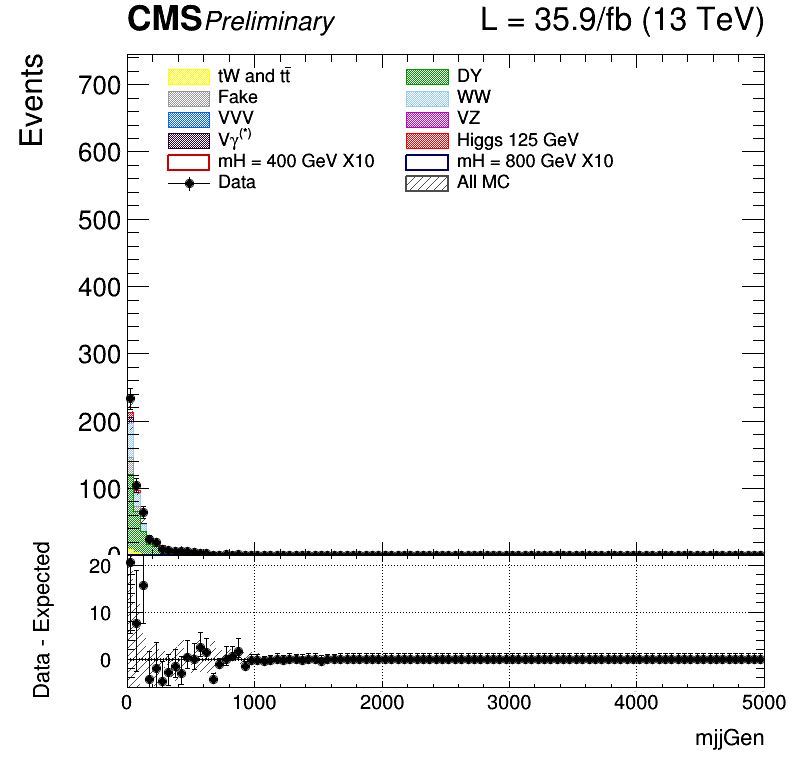 CMS Preliminary L = 35.9/fb (13 TeV)
Events
700
600
500
400
300
200
100
0
tW and tt̄ DY
Fake WW
VVV VZ
Vγ(*) Higgs 125 GeV
mH = 400 GeV X10 mH = 800 GeV X10
Data All MC
Data - Expected
20
10
0
0 1000 2000 3000 4000 5000
mjjGen